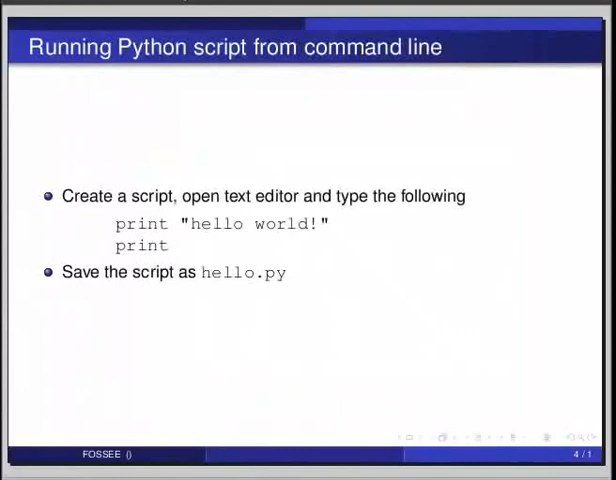 Running Python script from command line
Create a script, open text editor and type the following
print "hello world!"
print
Save the script as hello.py
FOSSEE ()
4 / 1